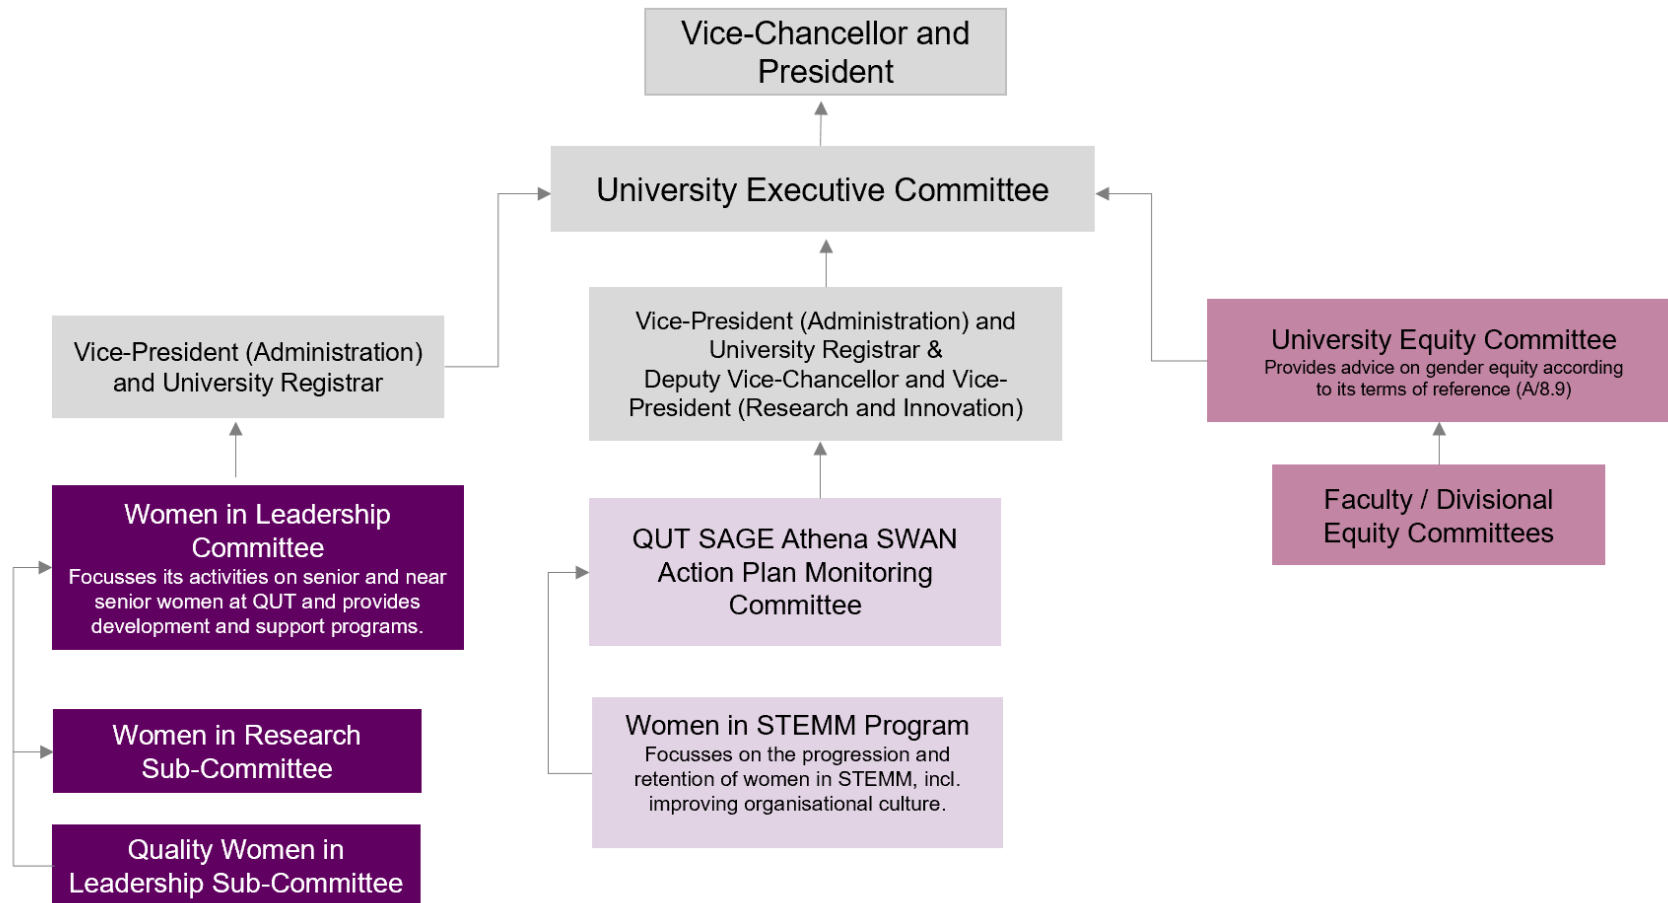 Vice-Chancellor and
President
University Executive Committee
Vice-President (Administration)
and University Registrar
Vice-President (Administration) and
University Registrar &
Deputy Vice-Chancellor and Vice-
President (Research and Innovation)
University Equity Committee
Provides advice on gender equity according
to its terms of reference (A/8.9)
Women in Leadership
Committee
Focusses its activities on senior and near
senior women at QUT and provides
development and support programs.
QUT SAGE Athena SWAN
Action Plan Monitoring
Committee
Faculty / Divisional
Equity Committees
Women in Research
Sub-Committee
Women in STEMM Program
Focusses on the progression and
retention of women in STEMM, incl.
improving organisational culture.
Quality Women in
Leadership Sub-Committee